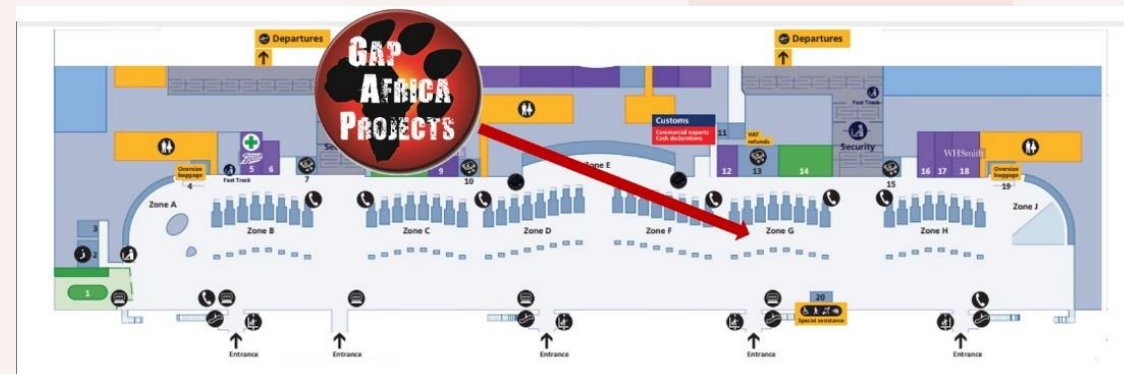 Departures
Departures
GAP
AFRICA
PROJECTS
Customs
Commercial exports
Cash declarations
11
VAT
refunds
Fast Track
Security
WHSmith
Oversize
baggage
4
Fast Track
5
6
7
Se
9
10
Zone E
12
13
14
15
16
17
18
Oversize
baggage
19
Zone A
Zone B
Zone C
Zone D
Zone F
Zone G
Zone H
Zone J
3
2
1
20
Special assistance
Entrance
Entrance
Entrance
Entrance
Entrance